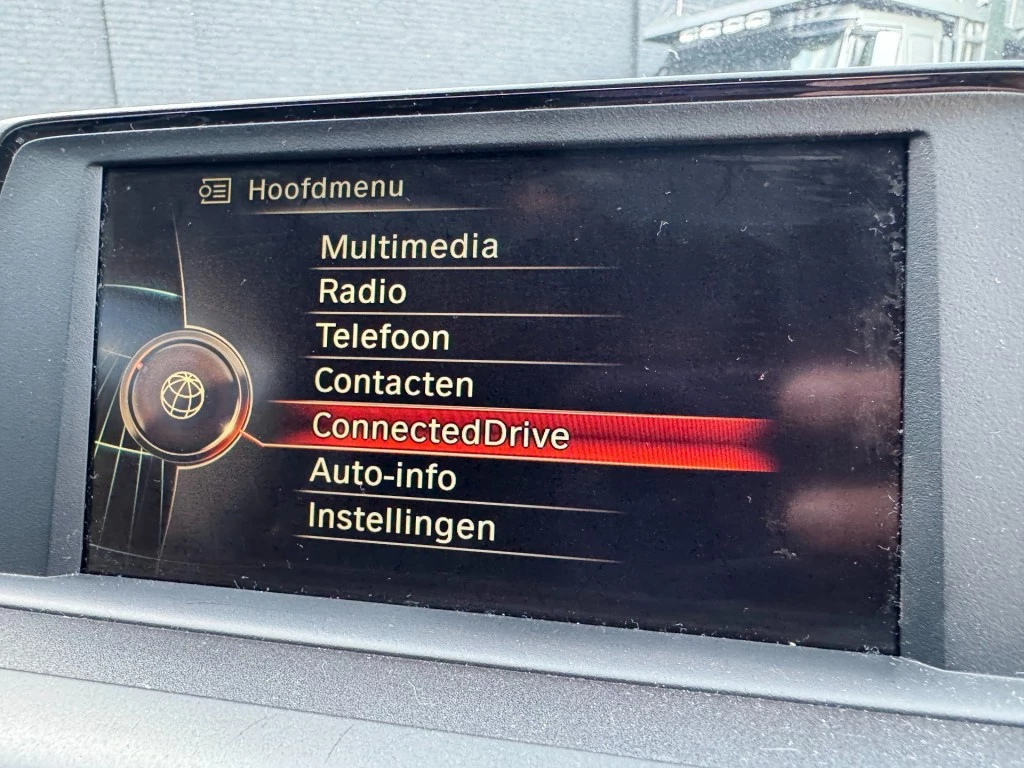 Hoofdmenu
Multimedia
Radio
Telefoon
Contacten
ConnectedDrive
Auto-info
Instellingen